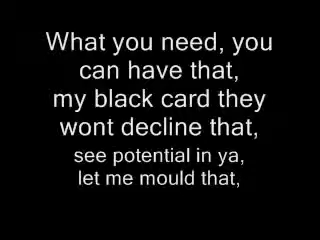 What you need, you
can have that,
my black card they
wont decline that,
see potential in ya,
let me mould that,